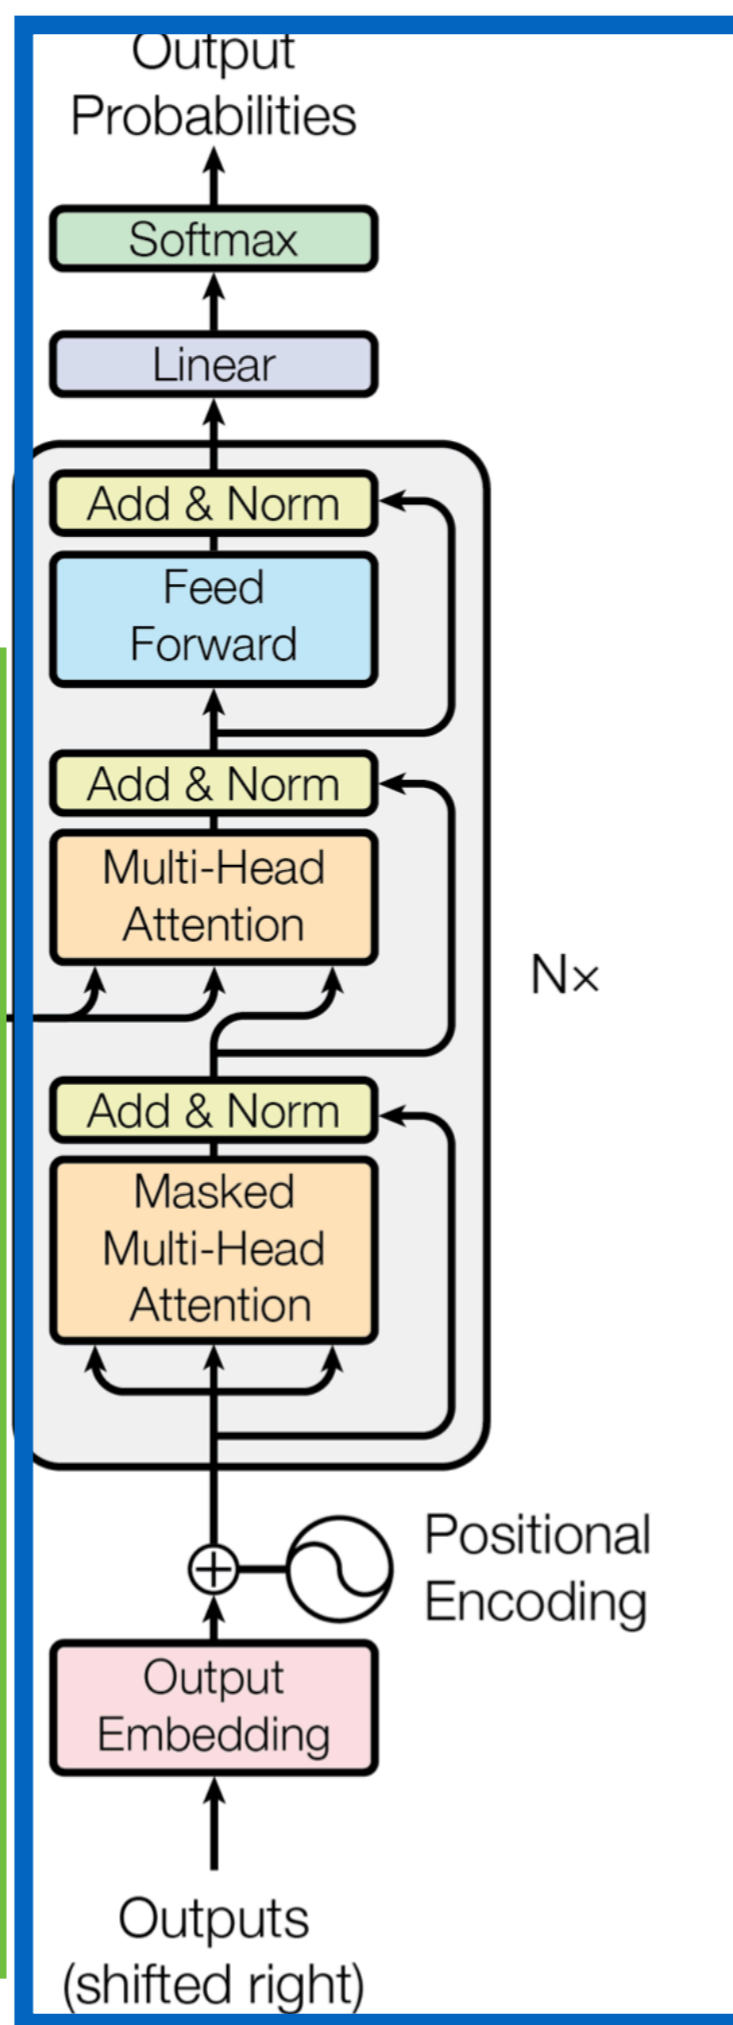 Output
Probabilities
Softmax
Linear
Add & Norm
Feed
Forward
Add & Norm
Multi-Head
Attention
N×
Add & Norm
Masked
Multi-Head
Attention
Positional
Encoding
Output
Embedding
Outputs
(shifted right)